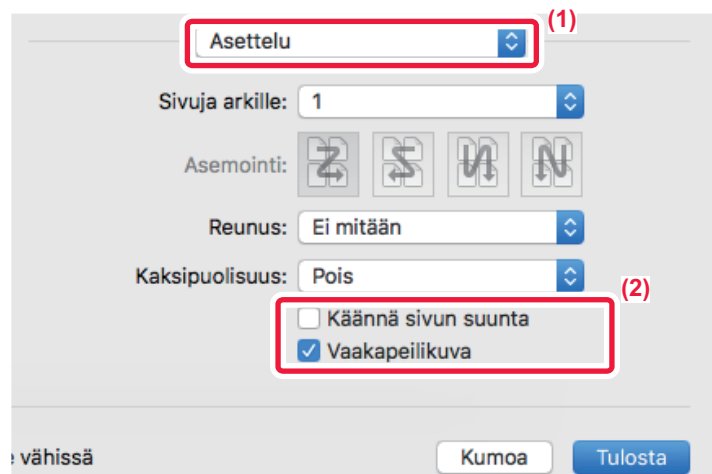 (1)
Asettelu
Sivuja arkille: 1
Asemointi:
Reunus: Ei mitään
Kaksipuolisuus: Pois
(2)
Käännä sivun suunta
Vaakapeilikuva
vähissä Kumoa Tulosta